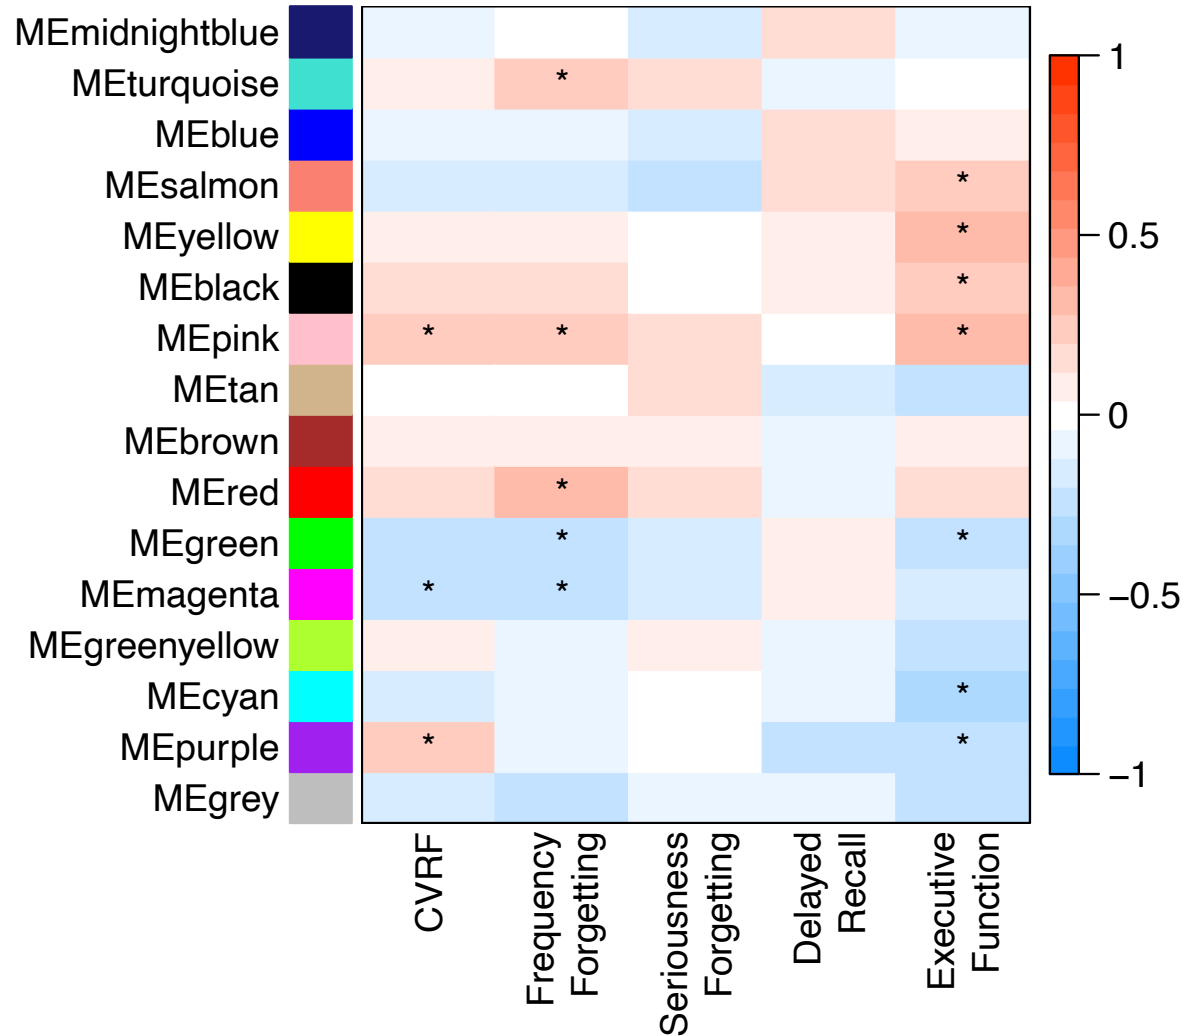 MEmidnightblue
MEturquoise *
MEblue
MEsalmon *
MEyellow *
MEblack *
MEpink * * *
MEtan
MEbrown
MEred *
MEgreen * *
MEmagenta * *
MEgreenyellow
MEcyan *
MEpurple * *
MEgrey
1
0.5
0
−0.5
−1
CVRF
Frequency
Forgetting
Seriousness
Forgetting
Delayed
Recall
Executive
Function